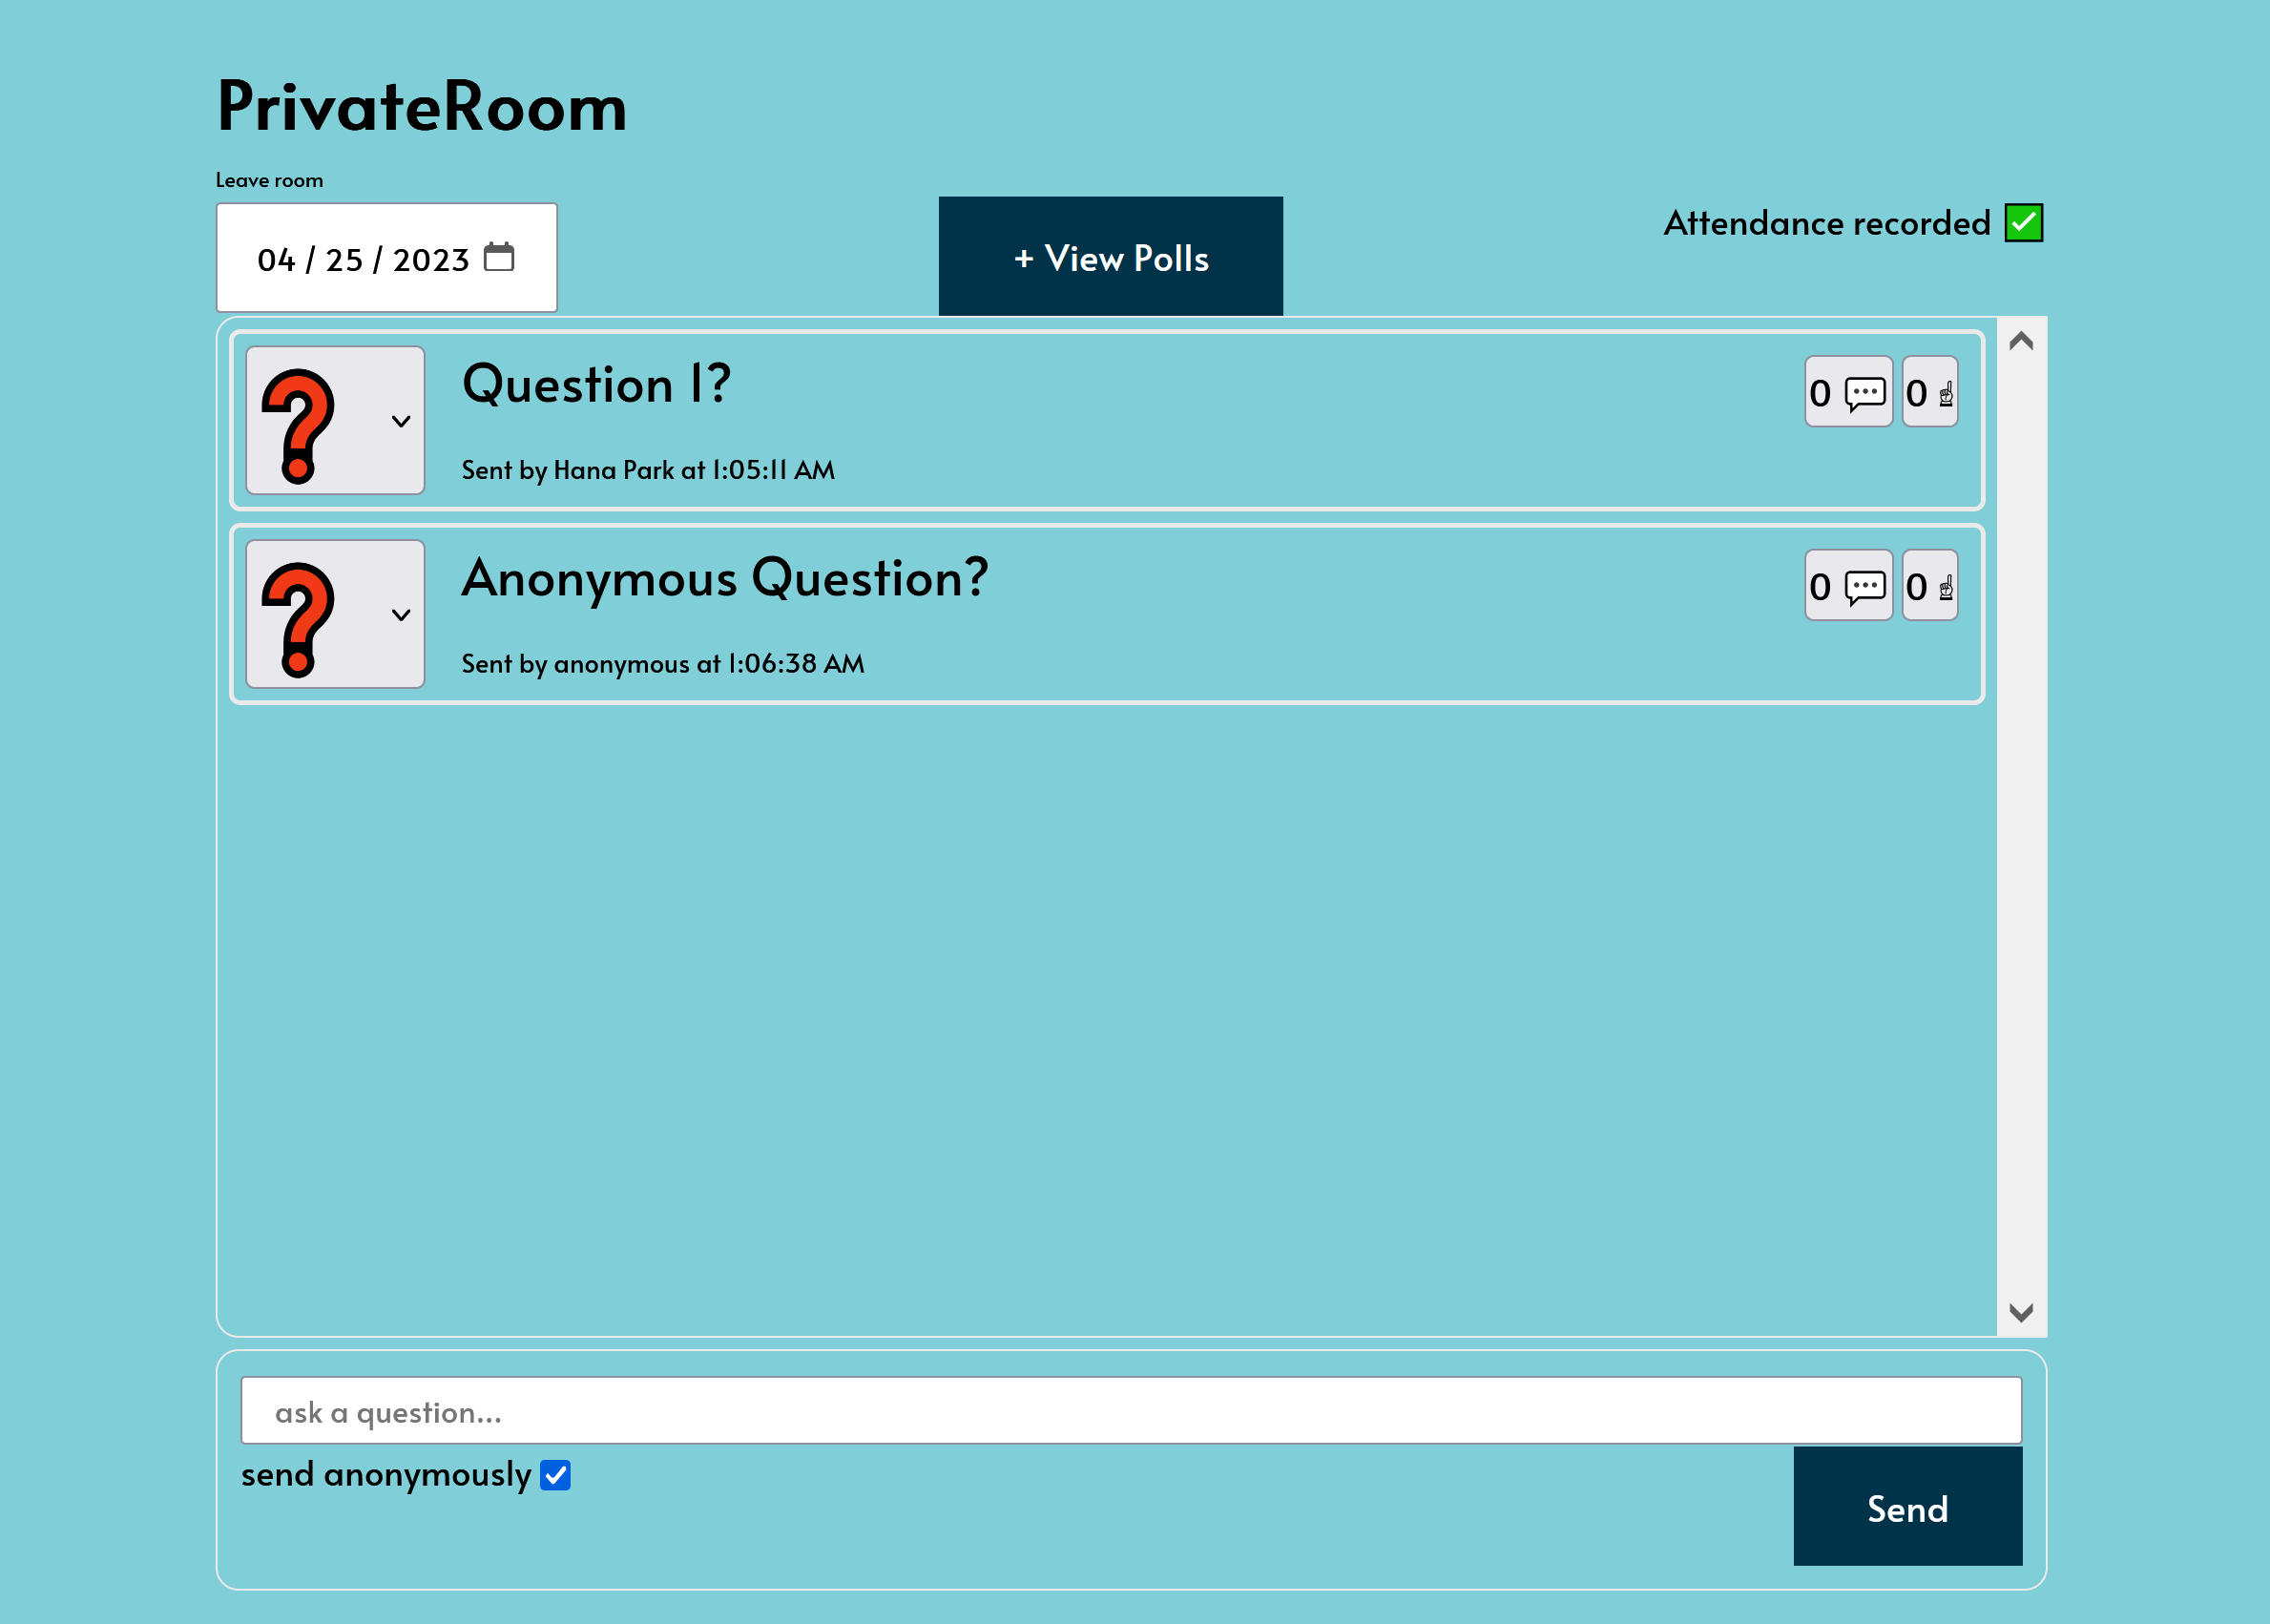 PrivateRoom
Leave room
04 / 25 / 2023
+ View Polls
Attendance recorded
Question 1?
0
0
Sent by Hana Park at 1:05:11 AM
Anonymous Question?
0
0
Sent by anonymous at 1:06:38 AM
ask a question...
send anonymously
Send